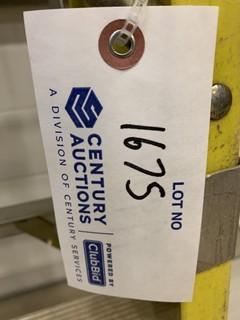 CENTURY
AUCTIONS
A DIVISION OF CENTURY SERVICES
POWERED BY
ClubBid
LOT NO
1675